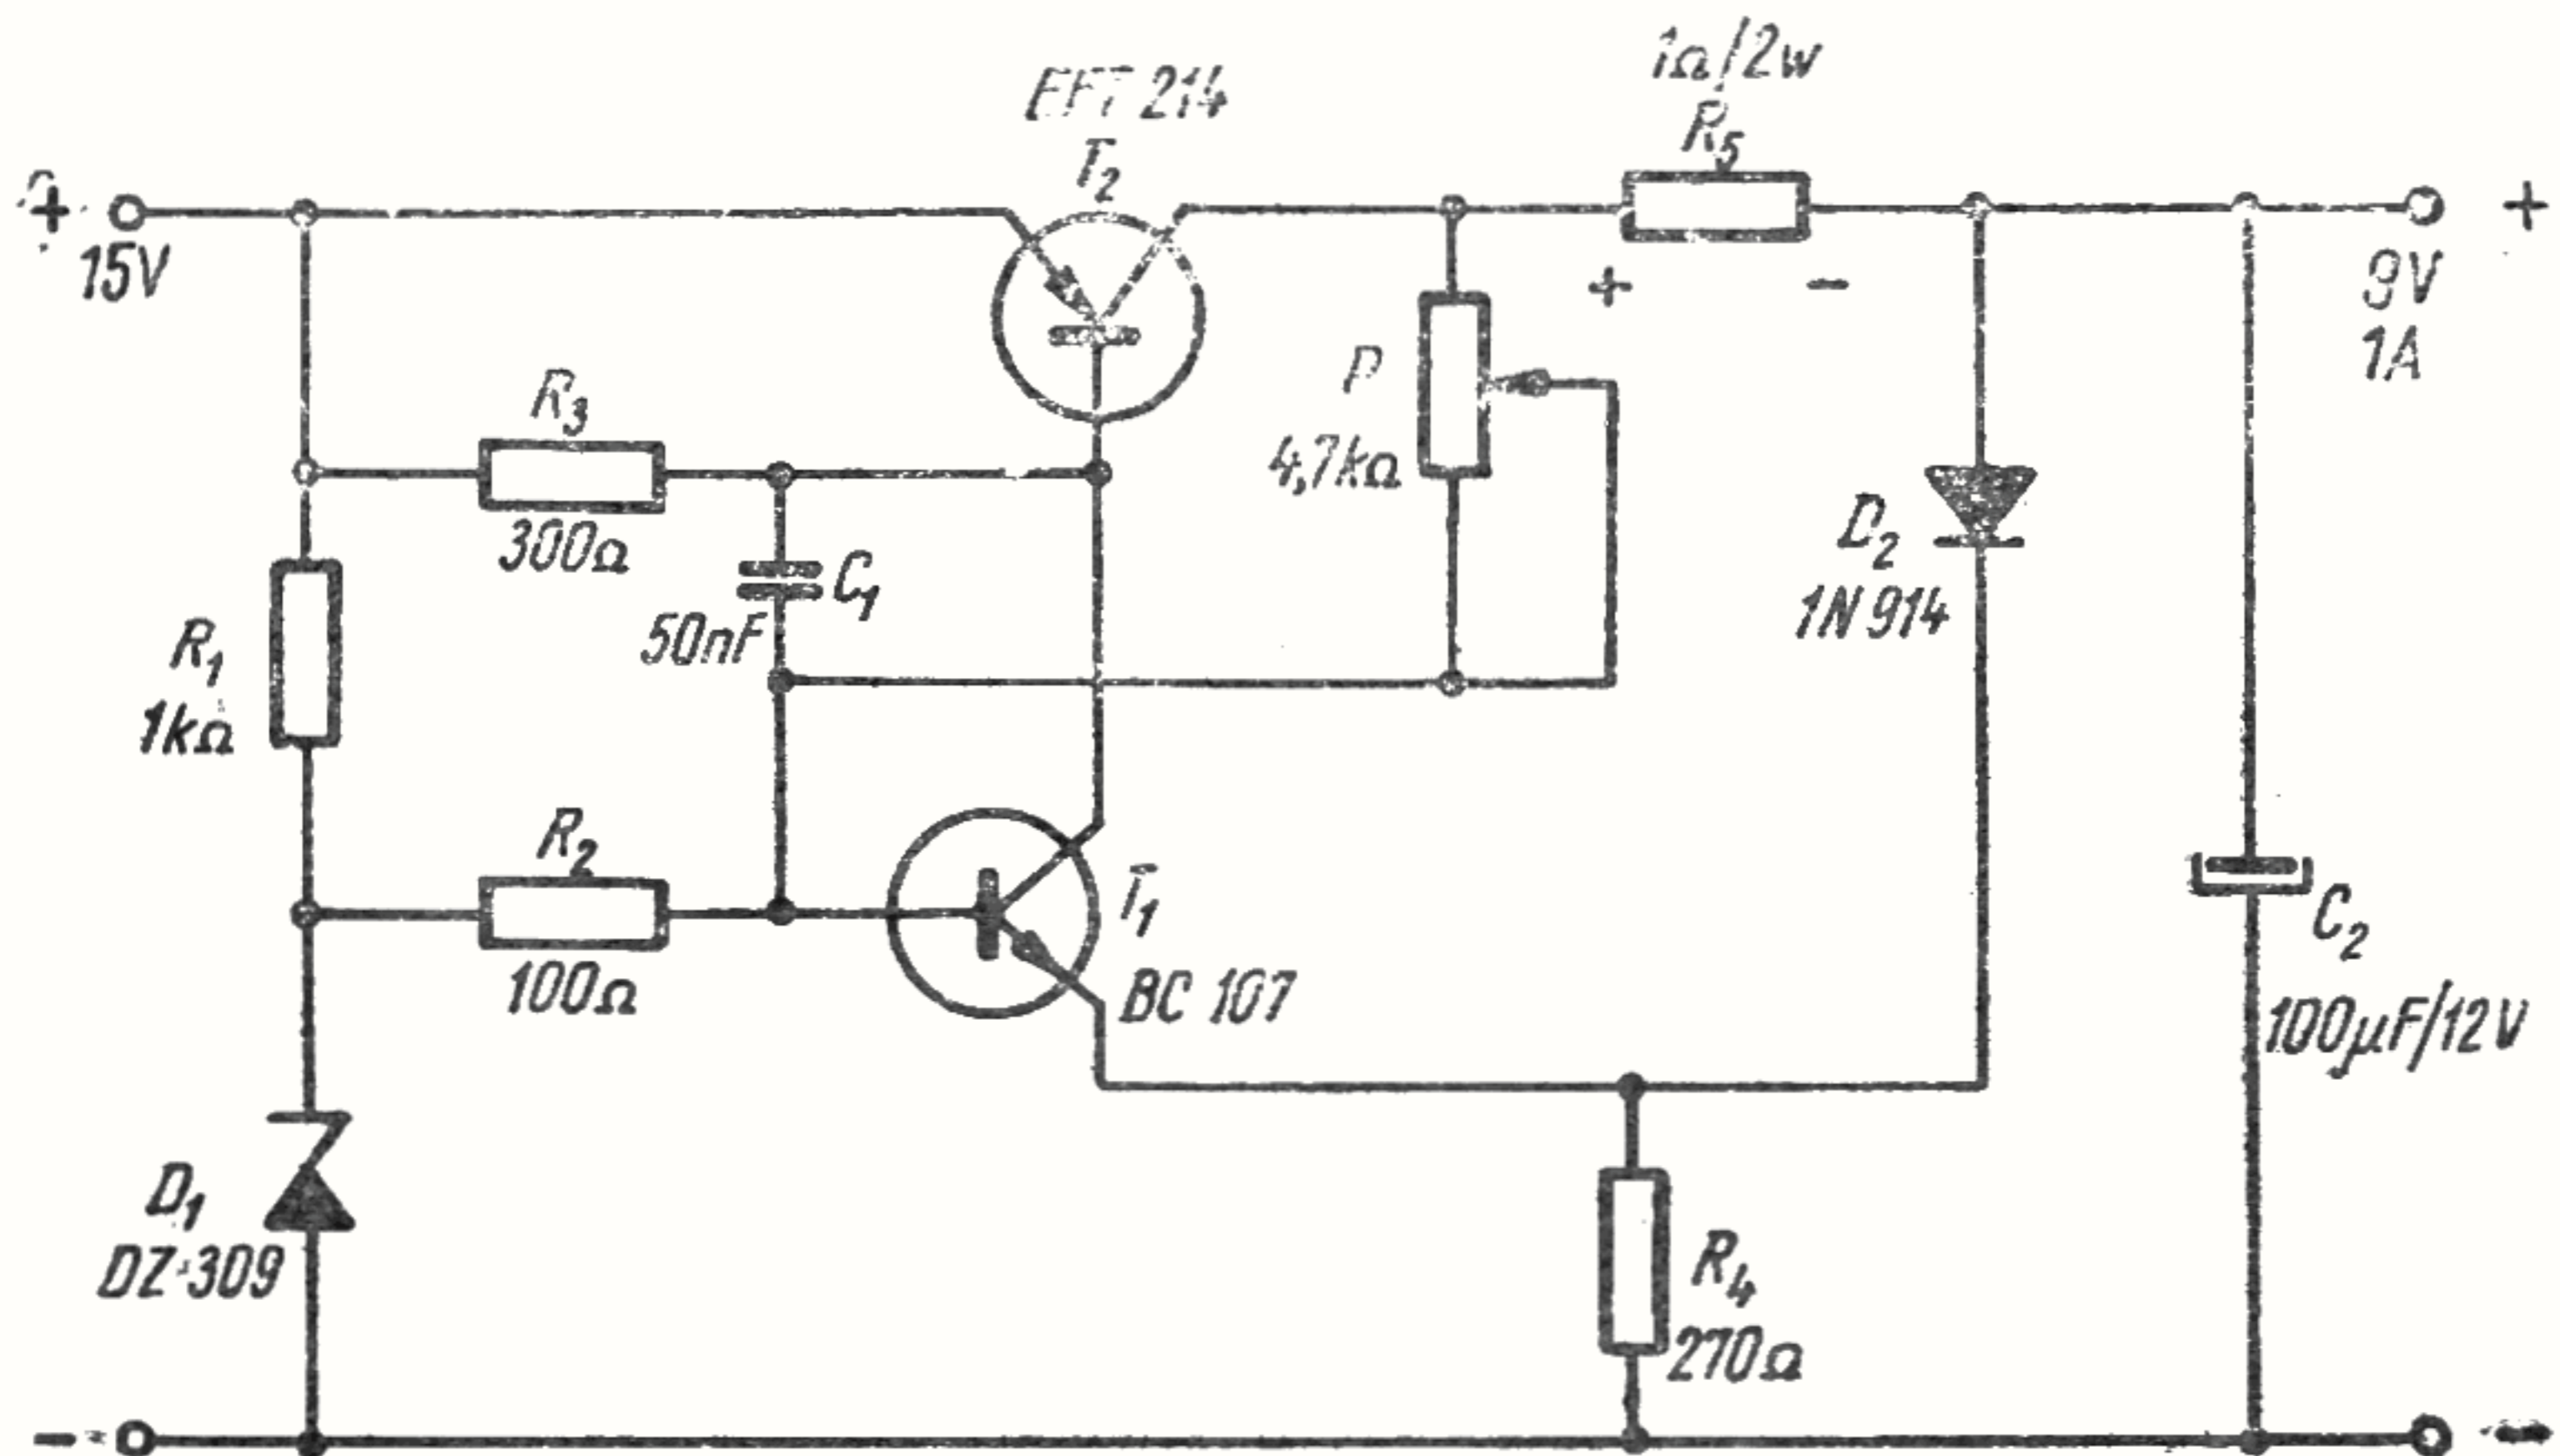 1Ω/2w
R5
EFT 214
T2
+
15V
+
9V
1A
+ -
P
4,7kΩ
R3
300Ω
D2
1N914
C1
50nF
R1
1kΩ
R2
100Ω
T1
BC 107
C2
100µF/12V
D1
DZ-309
R4
270Ω
-
-